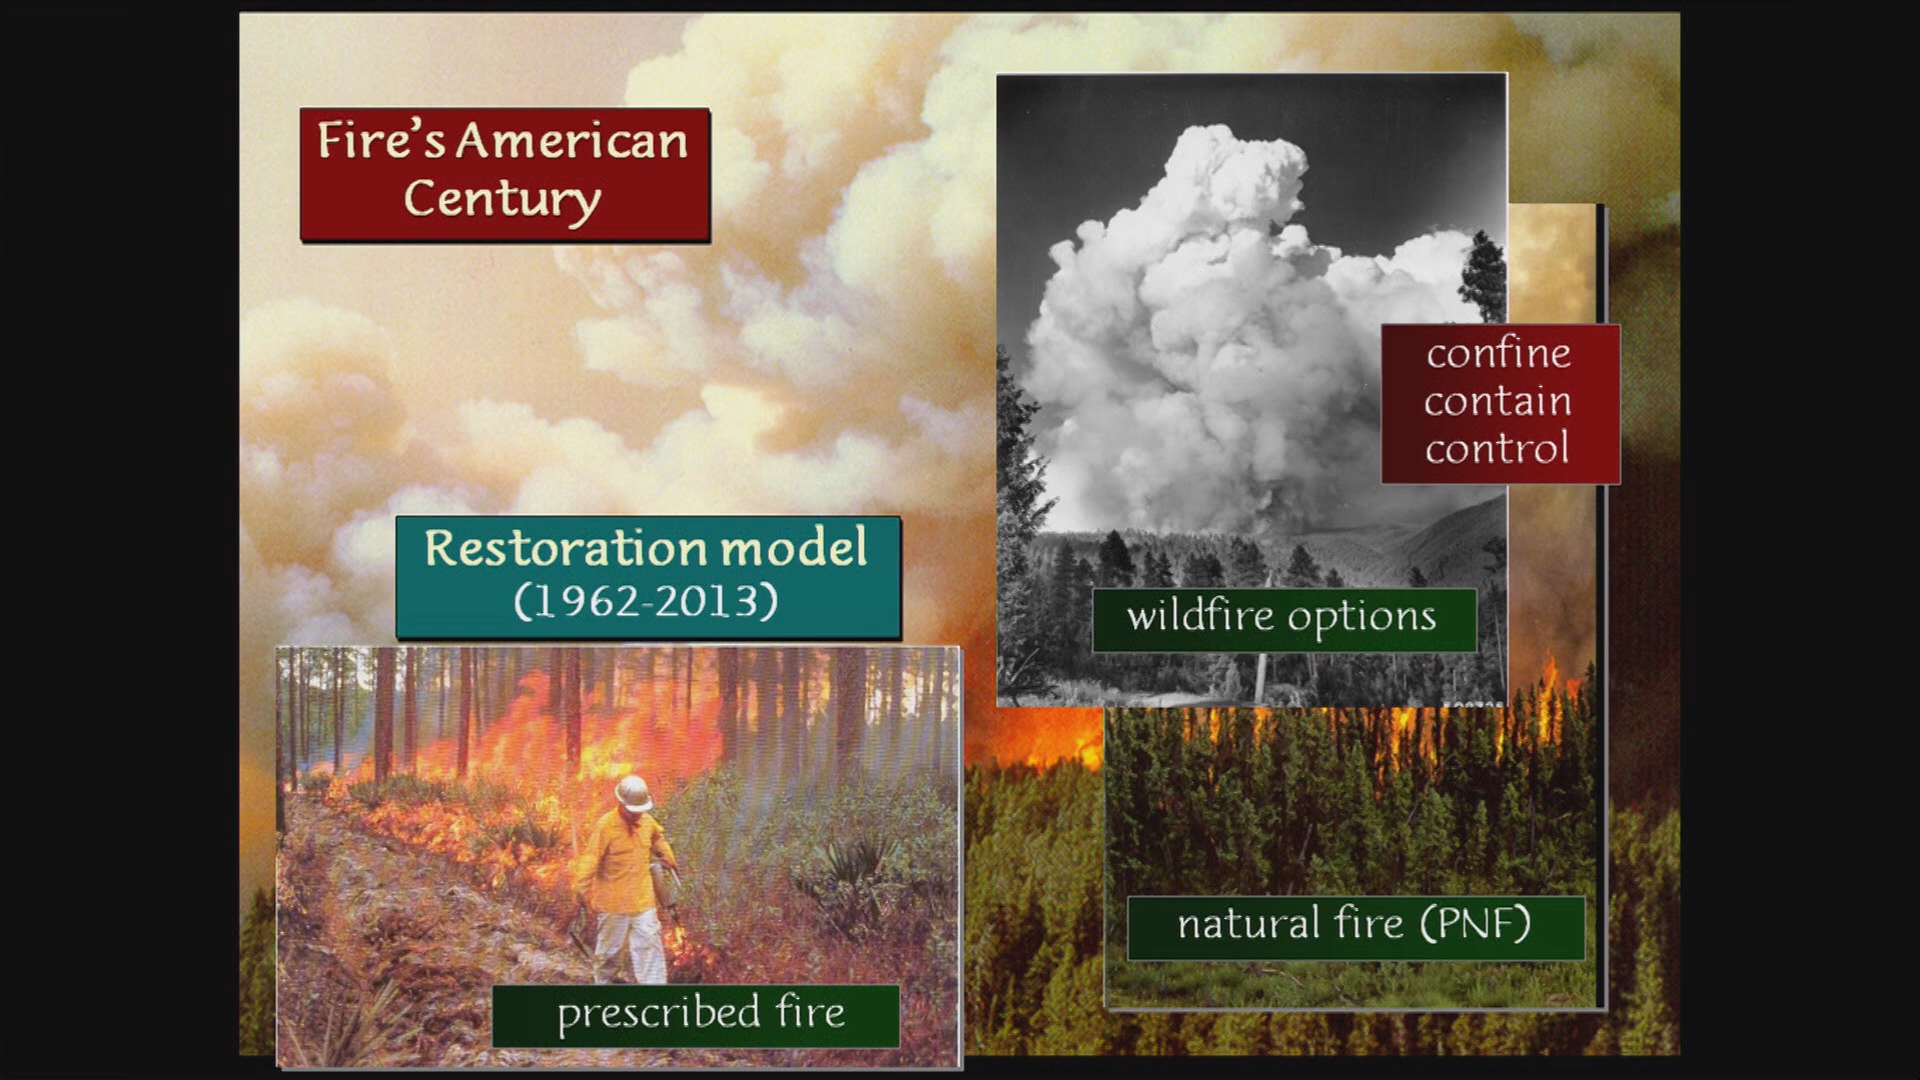 Fire's American
Century
Restoration model
(1962-2013)
confine
contain
control
wildfire options
natural fire (PNF)
prescribed fire